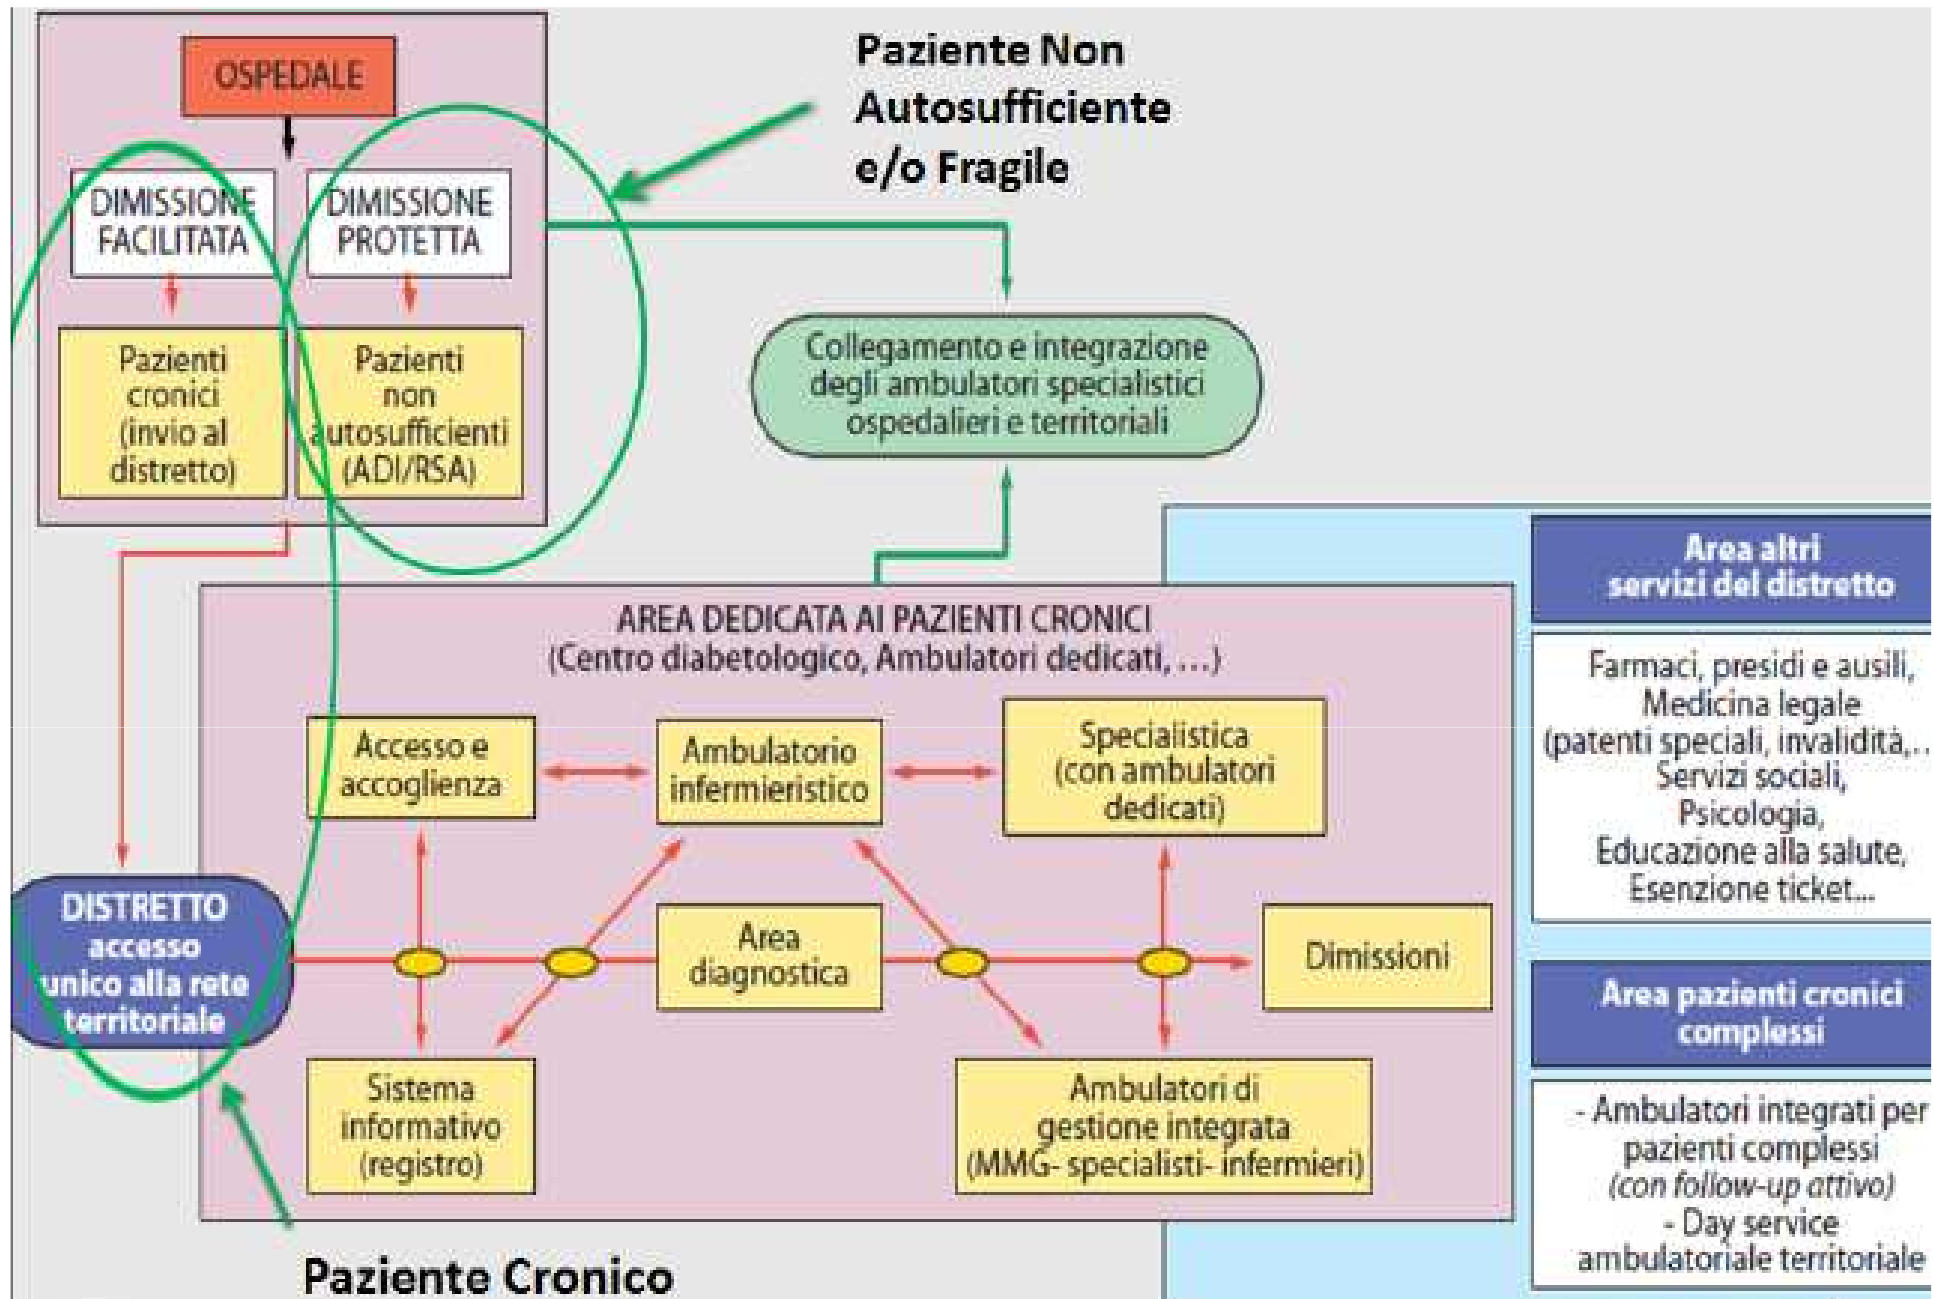 OSPEDALE
DIMISSIONE
FACILITATA
DIMISSIONE
PROTETTA
Pazienti
cronici
(invio al
distretto)
Pazienti
non
autosufficienti
(ADI/RSA)
Paziente Non
Autosufficiente
e/o Fragile
Collegamento e integrazione
degli ambulatori specialistici
ospedalieri e territoriali
AREA DEDICATA AI PAZIENTI CRONICI
(Centro diabetologico, Ambulatori dedicati, …)
Accesso e
accoglienza
Ambulatorio
infermieristico
Specialistica
(con ambulatori
dedicati)
DISTRETTO
accesso
unico alla rete
territoriale
Area
diagnostica
Dimissioni
Sistema
informativo
(registro)
Ambulatori di
gestione integrata
(MMG- specialisti- infermieri)
Paziente Cronico
Area altri
servizi del distretto
Farmaci, presidi e ausili,
Medicina legale
(patenti speciali, invalidità,..
Servizi sociali,
Psicologia,
Educazione alla salute,
Esenzione ticket...
Area pazienti cronici
complessi
- Ambulatori integrati per
pazienti complessi
(con follow-up attivo)
- Day service
ambulatoriale territoriale